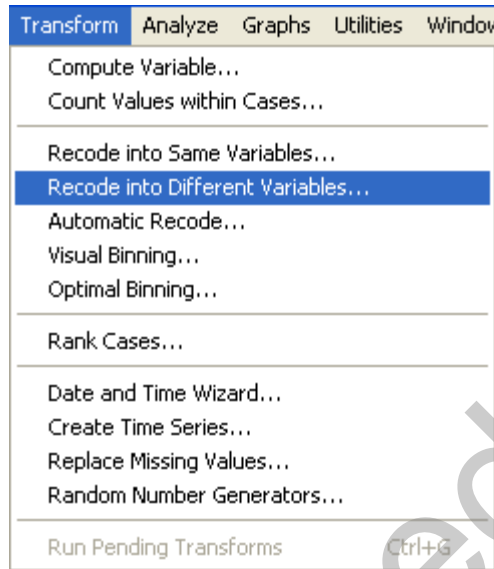 Transform Analyze Graphs Utilities Window
Compute Variable...
Count Values within Cases...
Recode into Same Variables...
Recode into Different Variables...
Automatic Recode...
Visual Binning...
Optimal Binning...
Rank Cases...
Date and Time Wizard...
Create Time Series...
Replace Missing Values...
Random Number Generators...
Run Pending Transforms Ctrl+G